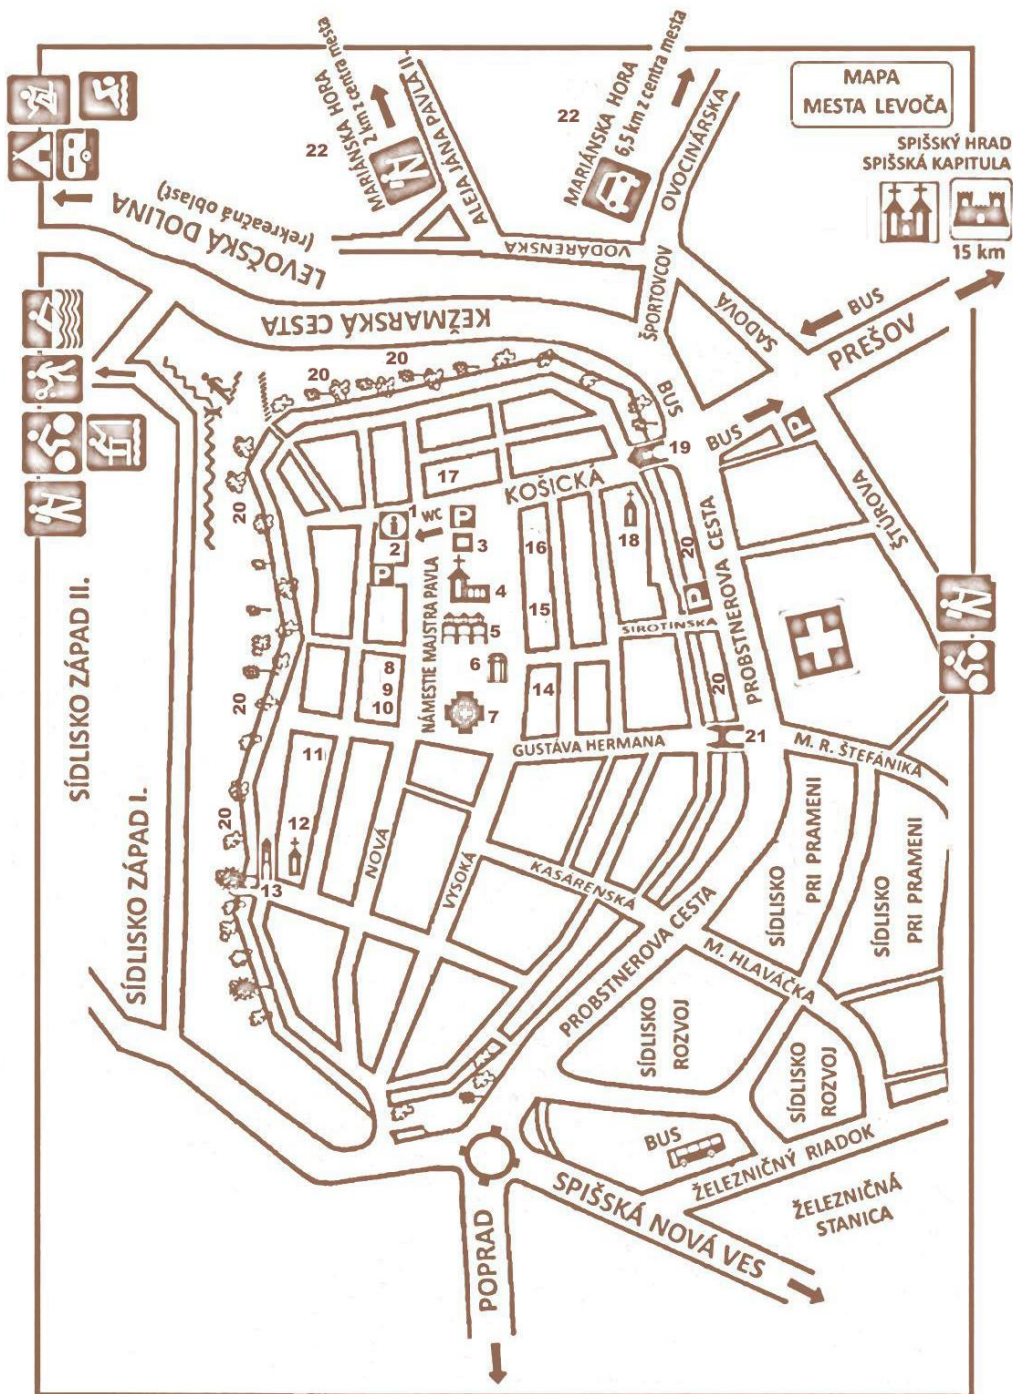 MAPA
MESTA LEVOČA
SPIŠSKÝ HRAD
SPIŠSKÁ KAPITULA
15 km
MARIÁNSKA HORA
2 km z centra mesta
22
ALEJA JÁNA PAVLA II.
MARIÁNSKA HORA
6,5 km z centra mesta
22
OVOCINÁRSKA
LEVOČSKÁ DOLINA
(rekreačná oblasť)
VODÁRENSKÁ
ŠPORTOVCOV
SADOVÁ
BUS
PREŠOV
KEŽMARSKÁ CESTA
BUS
BUS
P
ŠTÚROVA
20
20
19
17
KOŠICKÁ
1
WC
P
i
2
3
P
16
18
20
P
PROBSTNEROVA CESTA
20
4
15
SIROTÍNSKA
5
NÁMESTIE MAJSTRA PAVLA
6
8
9
10
7
14
20
20
GUSTÁVA HERMANA
21
M. R. ŠTEFÁNIKA
11
12
20
13
NOVÁ
VYSOKÁ
KASÁRENSKÁ
SÍDLISKO ZÁPAD II.
SÍDLISKO ZÁPAD I.
SÍDLISKO
PRI PRAMENI
SÍDLISKO
PRI PRAMENI
PROBSTNEROVA CESTA
M. HLAVÁČKA
SÍDLISKO
ROZVOJ
SÍDLISKO
ROZVOJ
BUS
ŽELEZNIČNÝ RIADOK
ŽELEZNIČNÁ
STANICA
SPIŠSKÁ NOVÁ VES
POPRAD